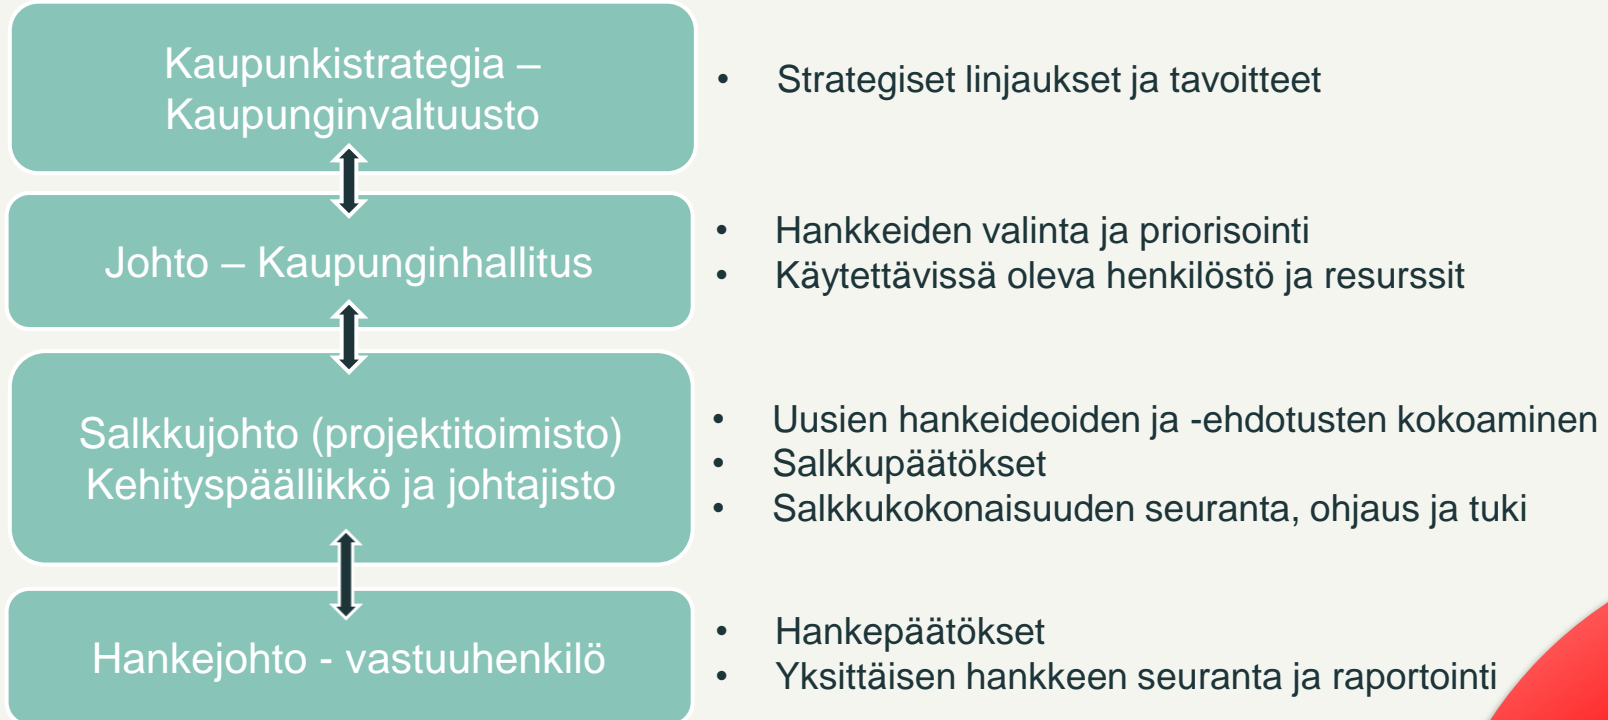 Kaupunkistrategia –
Kaupunginvaltuusto
• Strategiset linjaukset ja tavoitteet
Johto – Kaupunginhallitus
• Hankkeiden valinta ja priorisointi
• Käytettävissä oleva henkilöstö ja resurssit
Salkkujohto (projektitoimisto)
Kehityspäällikkö ja johtajisto
• Uusien hankeideoiden ja -ehdotusten kokoaminen
• Salkkupäätökset
• Salkkukokonaisuuden seuranta, ohjaus ja tuki
Hankejohto - vastuuhenkilö
• Hankepäätökset
• Yksittäisen hankkeen seuranta ja raportointi